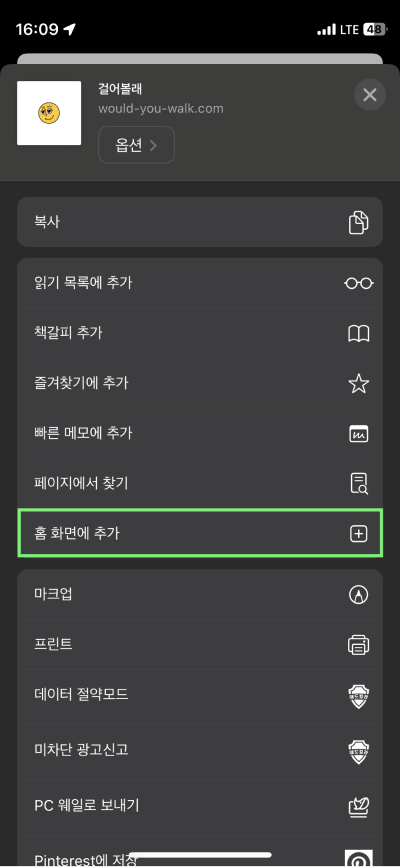 16:09 LTE 48
걸어볼래
would-you-walk.com
옵션
복사
읽기 목록에 추가
책갈피 추가
즐겨찾기에 추가
빠른 메모에 추가
페이지에서 찾기
홈 화면에 추가
마크업
프린트
데이터 절약모드
미차단 광고신고
PC 웨일로 보내기
Pinterest에 저장